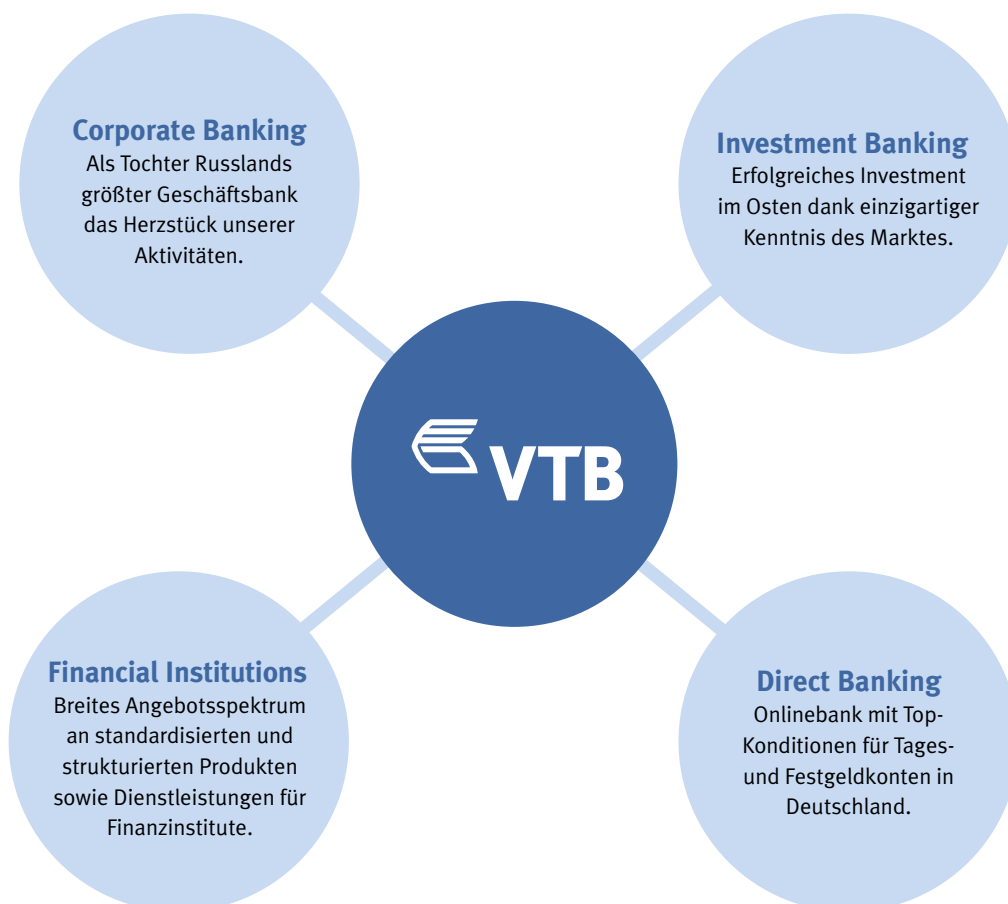 Corporate Banking
Als Tochter Russlands
größter Geschäftsbank
das Herzstück unserer
Aktivitäten.
Investment Banking
Erfolgreiches Investment
im Osten dank einzigartiger
Kenntnis des Marktes.
VTB
Financial Institutions
Breites Angebotsspektrum
an standardisierten und
strukturierten Produkten
sowie Dienstleistungen für
Finanzinstitute.
Direct Banking
Onlinebank mit Top-
Konditionen für Tages-
und Festgeldkonten in
Deutschland.